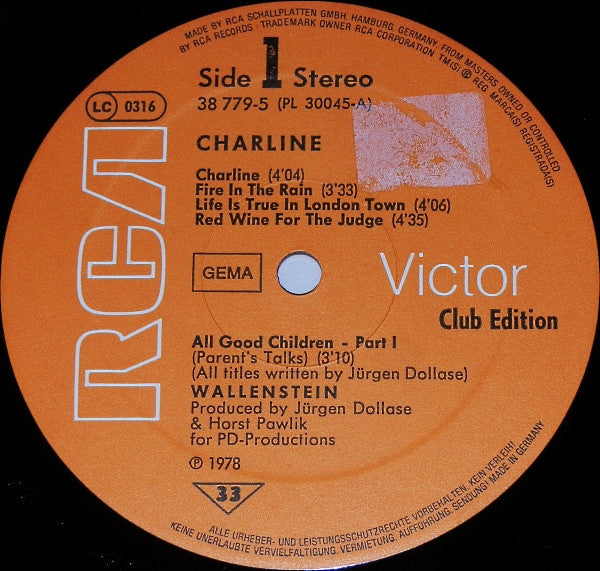 MADE BY RCA SCHALLPLATTEN GMBH, HAMBURG, GERMANY, FROM MASTERS OWNED OR CONTROLLED
BY RCA RECORDS TRADEMARK OWNER RCA CORPORATION TM(S) ® REG MARCA(S) REGISTRADA(S)
Side 1 Stereo
38 779-5 (PL 30045-A)
LC 0316
CHARLINE
Charline (4'04)
Fire In The Rain (3'33)
Life Is True In London Town (4'06)
Red Wine For The Judge (4'35)
RCA
GEMA
Victor
Club Edition
All Good Children - Part I
(Parent's Talks) (3'10)
(All titles written by Jürgen Dollase)
WALLENSTEIN
Produced by Jürgen Dollase
& Horst Pawlik
for PD-Productions
℗ 1978
33
ALLE URHEBER- UND LEISTUNGSSCHUTZRECHTE VORBEHALTEN, KEIN VERLEIH!
KEINE UNERLAUBTE VERVIELFALTIGUNG, VERMIETUNG, AUFFÜHRUNG, SENDUNG! MADE IN GERMANY